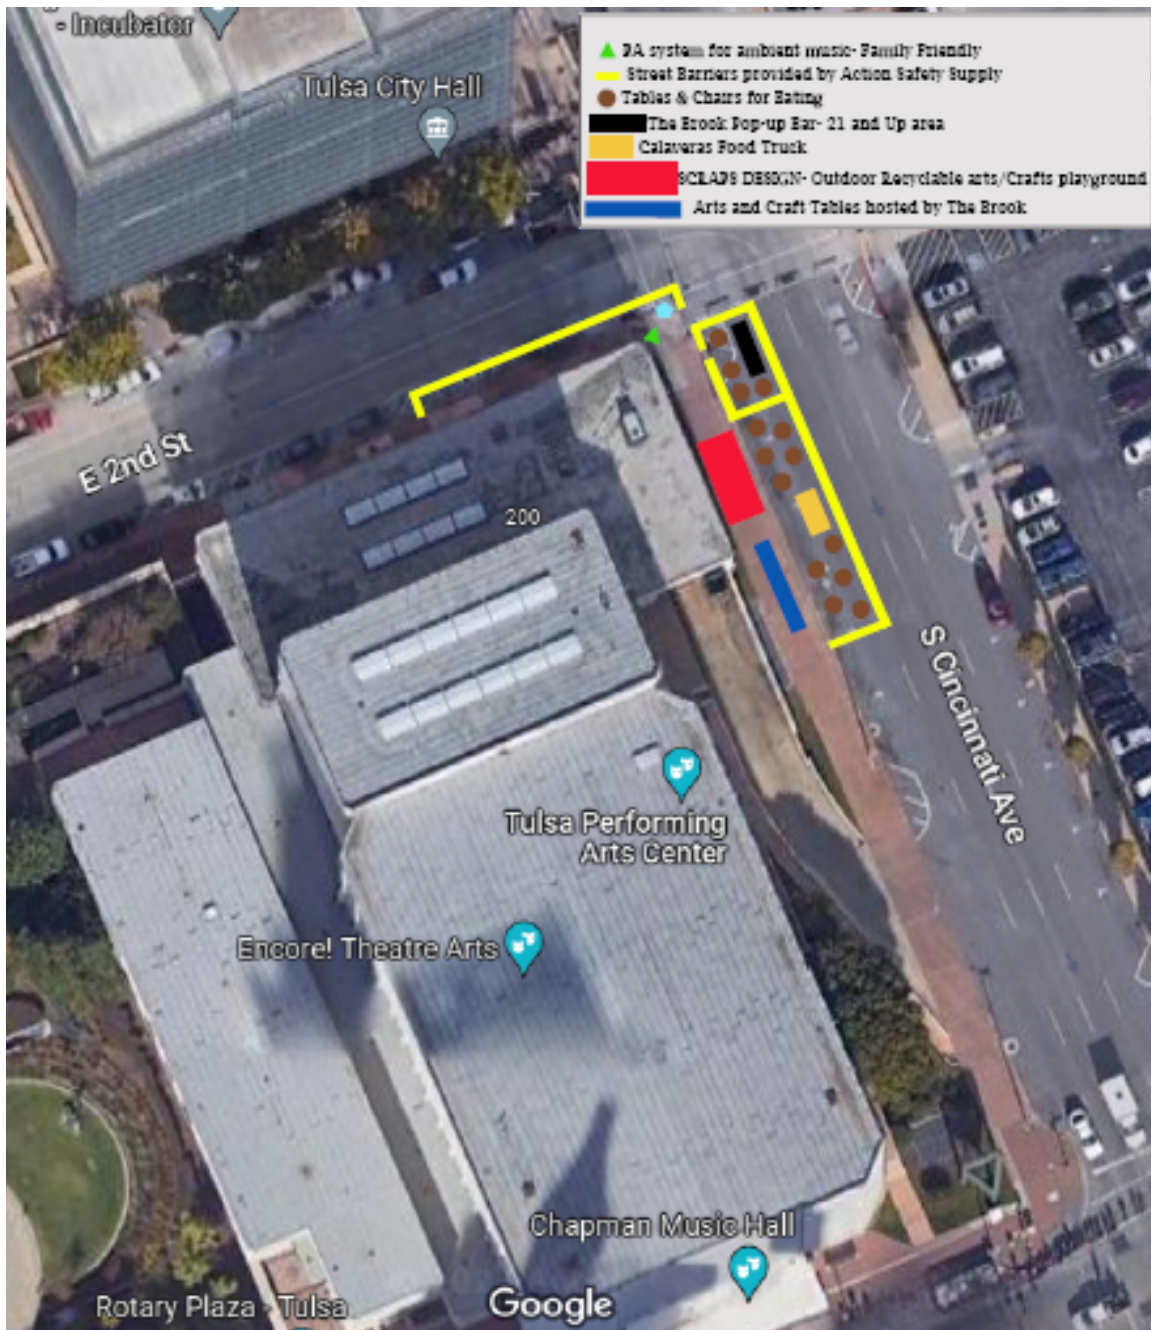 - Incubator
PA system for ambient music- Family Friendly
Street Barriers provided by Action Safety Supply
Tables & Chairs for Eating
The Brook Pop-up Bar- 21 and Up area
Calaveras Food Truck
SCRAPS DESIGN- Outdoor Recyclable arts/Crafts playground
Arts and Craft Tables hosted by The Brook
Tulsa City Hall
E 2nd St
200
S Cincinnati Ave
Tulsa Performing
Arts Center
Encore! Theatre Arts
Chapman Music Hall
Rotary Plaza - Tulsa
Google